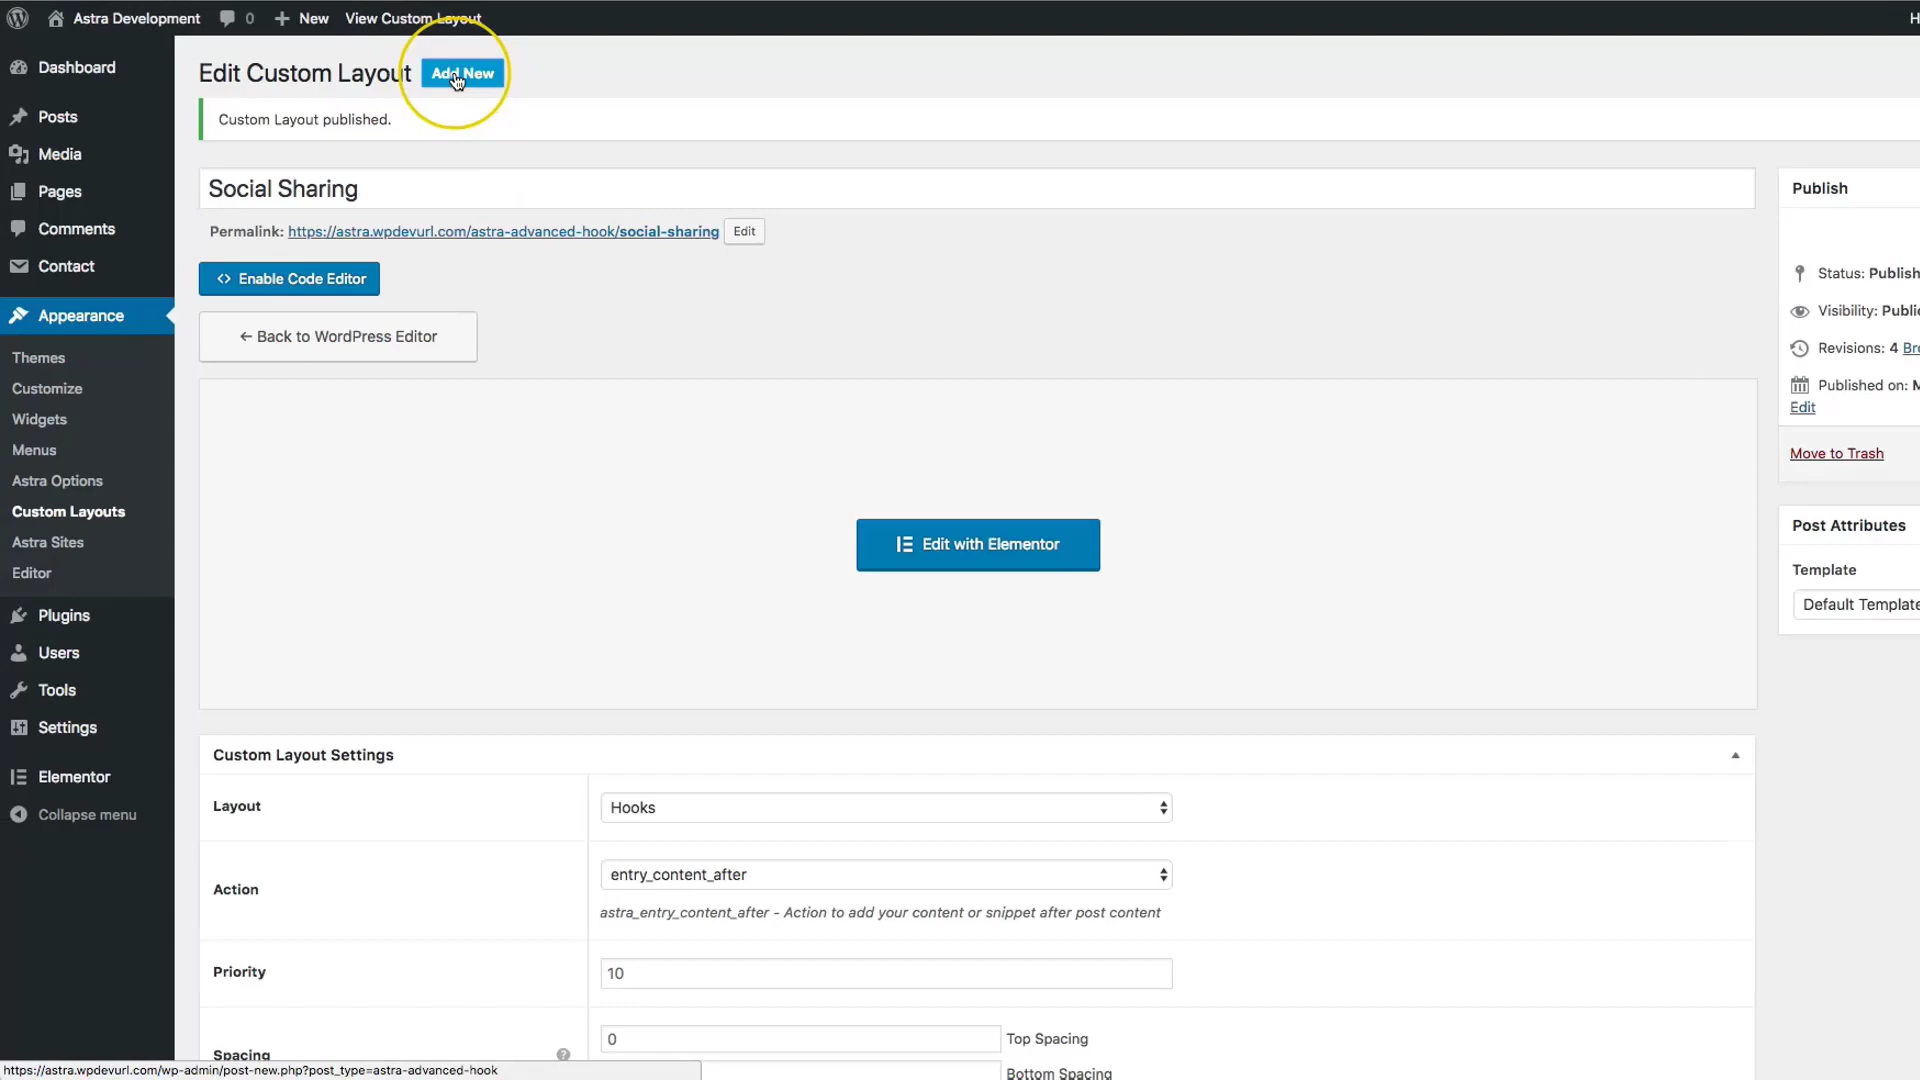 Astra Development 0 New View Custom Layout H
Dashboard
Posts
Media
Pages
Comments
Contact
Appearance
Themes
Customize
Widgets
Menus
Astra Options
Custom Layouts
Astra Sites
Editor
Plugins
Users
Tools
Settings
Elementor
Collapse menu
Edit Custom Layout Add New
Custom Layout published.
Social Sharing
Permalink: https://astra.wpdevurl.com/astra-advanced-hook/social-sharing Edit
<> Enable Code Editor
← Back to WordPress Editor
Edit with Elementor
Custom Layout Settings
Layout Hooks
Action entry_content_after
astra_entry_content_after - Action to add your content or snippet after post content
Priority 10
Spacing 0 Top Spacing
Bottom Spacing
Publish
Status: Publish
Visibility: Public
Revisions: 4 Bro
Published on: M
Edit
Move to Trash
Post Attributes
Template
Default Template
https://astra.wpdevurl.com/wp-admin/post-new.php?post_type=astra-advanced-hook